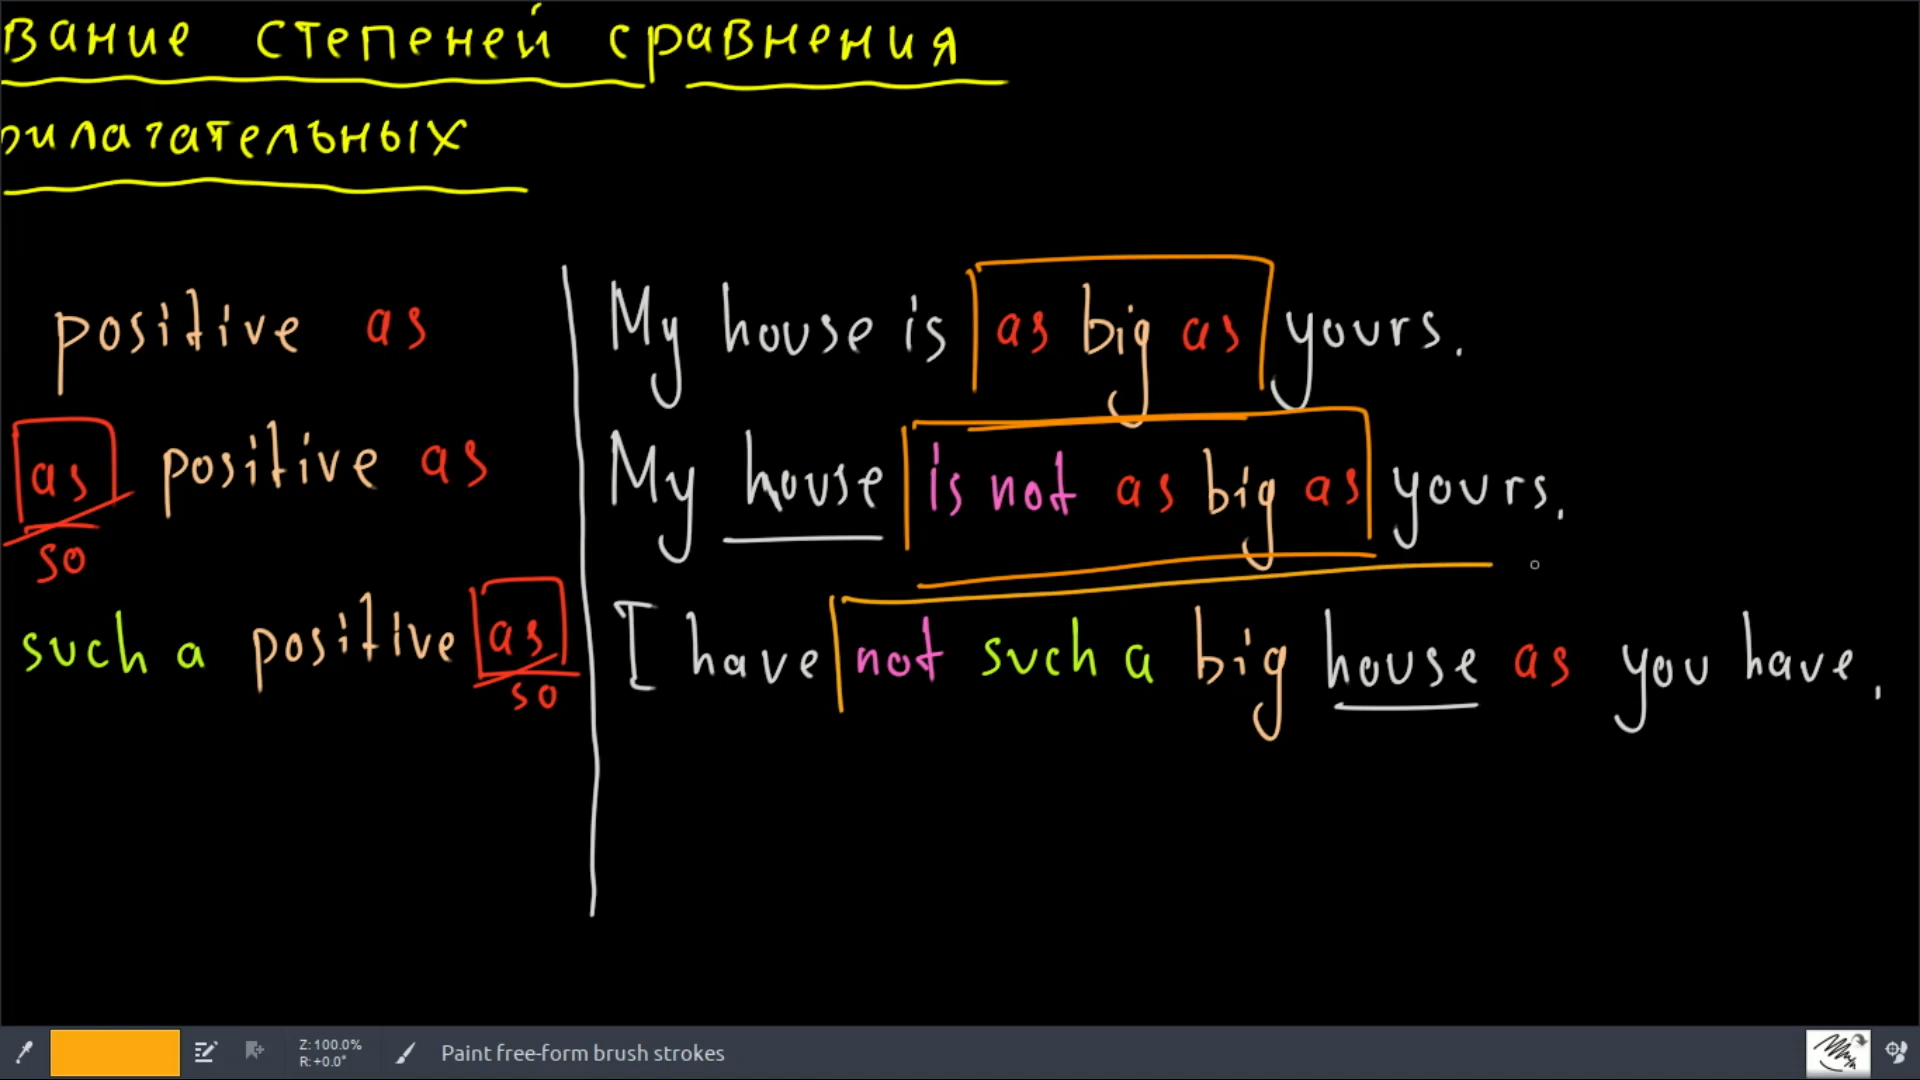 вание степеней сравнения
рилагательных
positive as
as positive as
so
such a positive as
so
My house is as big as yours.
My house is not as big as yours.
I have not such a big house as you have.
Z:100.0%
R:+0.0°
Paint free-form brush strokes